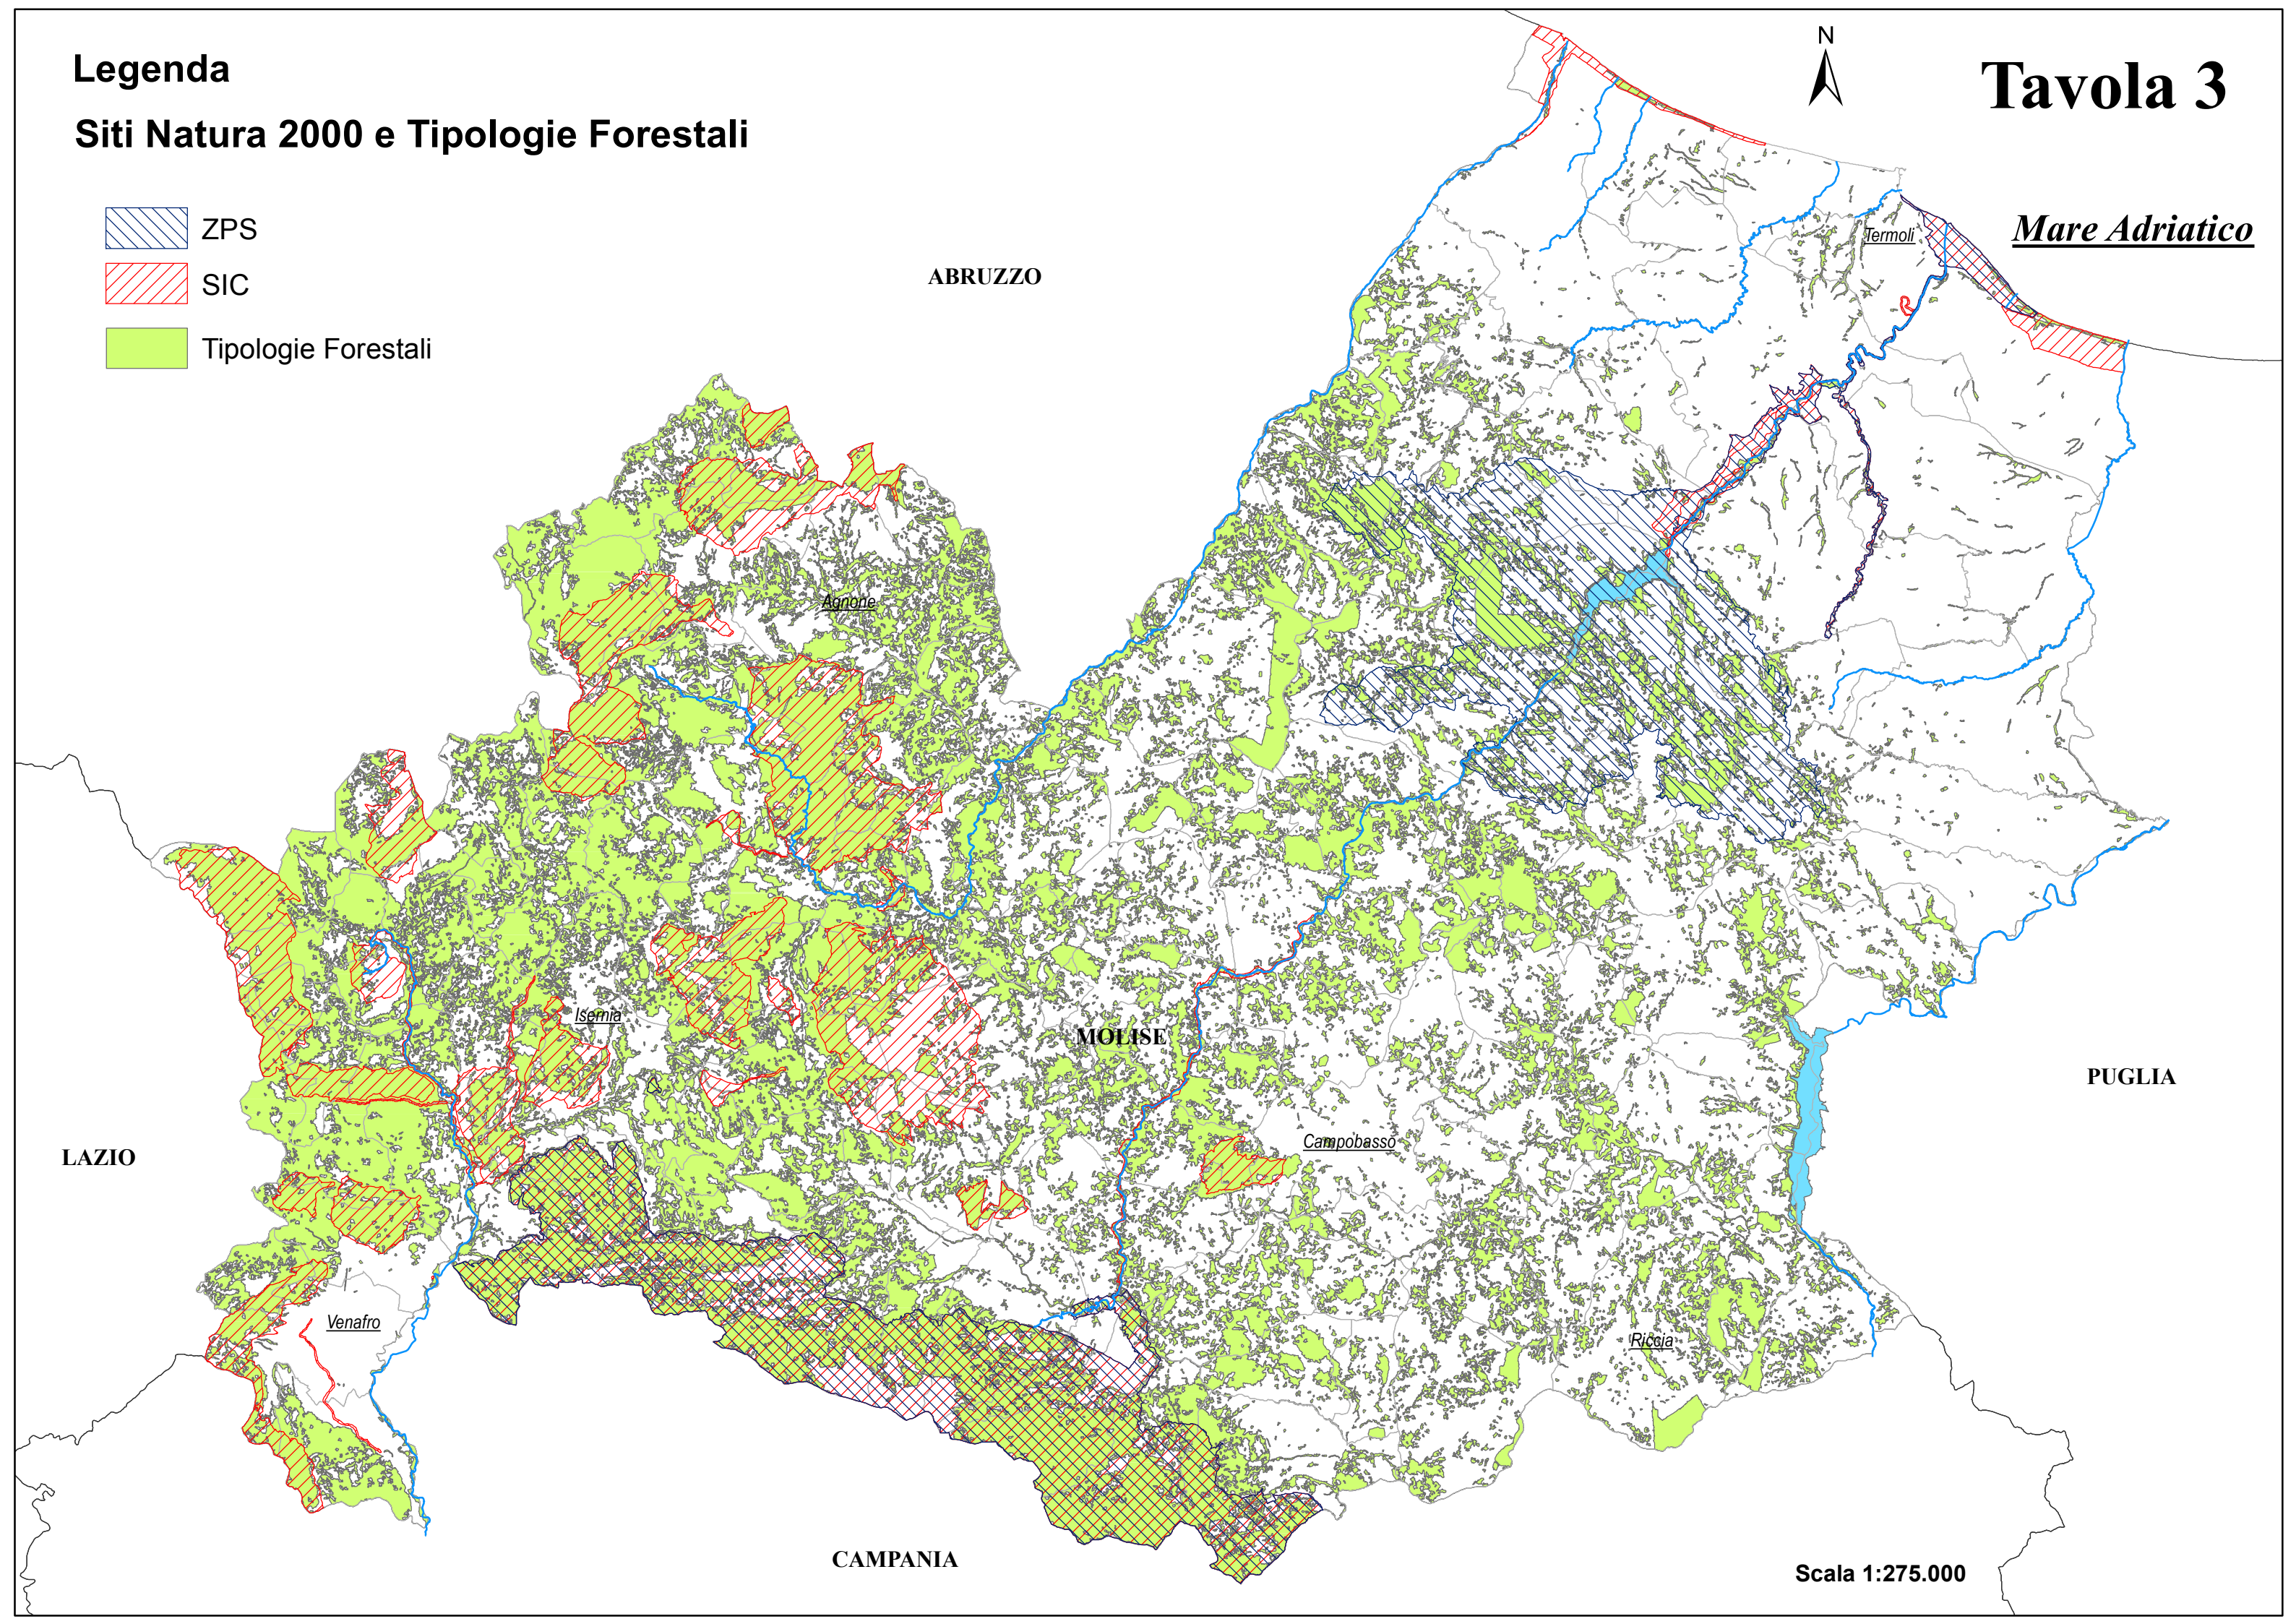 Legenda
Siti Natura 2000 e Tipologie Forestali
ZPS
SIC
Tipologie Forestali
N
Tavola 3
Mare Adriatico
Termoli
ABRUZZO
Agnone
Isernia
MOLISE
PUGLIA
Campobasso
LAZIO
Venafro
Riccia
CAMPANIA
Scala 1:275.000